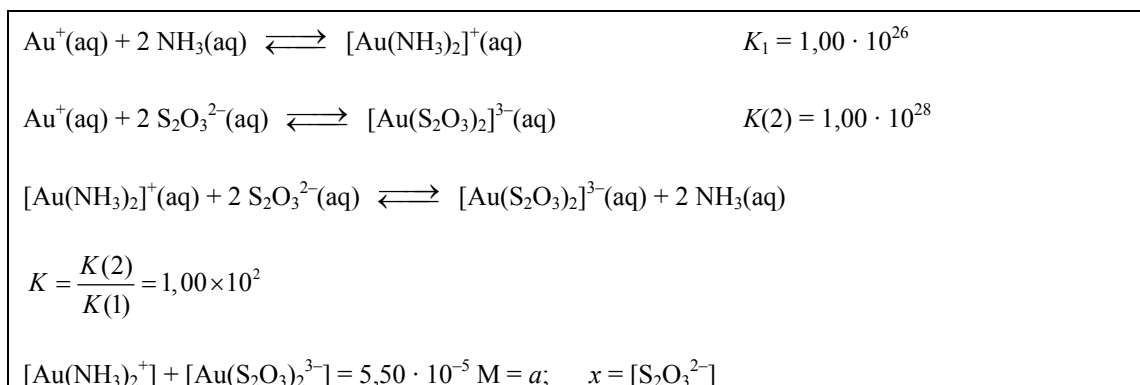 Au⁺(aq) + 2 NH₃(aq) ⇌ [Au(NH₃)₂]⁺(aq) K₁ = 1,00 · 10²⁶
Au⁺(aq) + 2 S₂O₃²⁻(aq) ⇌ [Au(S₂O₃)₂]³⁻(aq) K(2) = 1,00 · 10²⁸
[Au(NH₃)₂]⁺(aq) + 2 S₂O₃²⁻(aq) ⇌ [Au(S₂O₃)₂]³⁻(aq) + 2 NH₃(aq)
K = K(2)/K(1) = 1,00×10²
[Au(NH₃)₂⁺] + [Au(S₂O₃)₂³⁻] = 5,50 · 10⁻⁵ M = a; x = [S₂O₃²⁻]